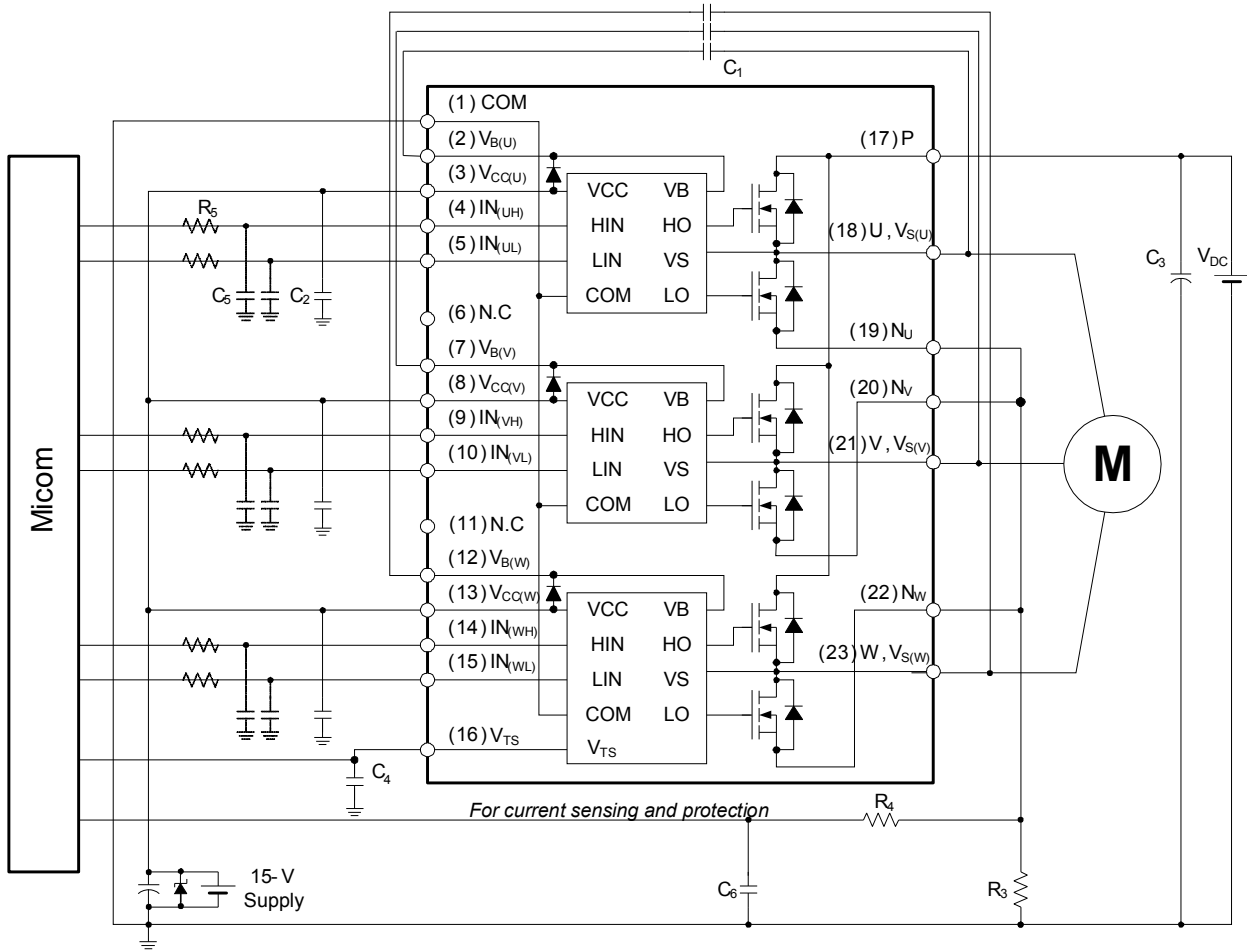 C1
(1) COM
(2) VB(U)
(3) VCC(U)
(4) IN(UH)
(5) IN(UL)
(6) N.C
(7) VB(V)
(8) VCC(V)
(9) IN(VH)
(10) IN(VL)
(11) N.C
(12) VB(W)
(13) VCC(W)
(14) IN(WH)
(15) IN(WL)
(16) VTS
(17) P
(18) U, VS(U)
(19) NU
(20) NV
(21) V, VS(V)
(22) NW
(23) W, VS(W)
VCC VB
HIN HO
LIN VS
COM LO
VCC VB
HIN HO
LIN VS
COM LO
VCC VB
HIN HO
LIN VS
COM LO
VTS
Micom
R5
C5
C2
C4
C3
VDC
M
For current sensing and protection
R4
C6
R3
15-V
Supply